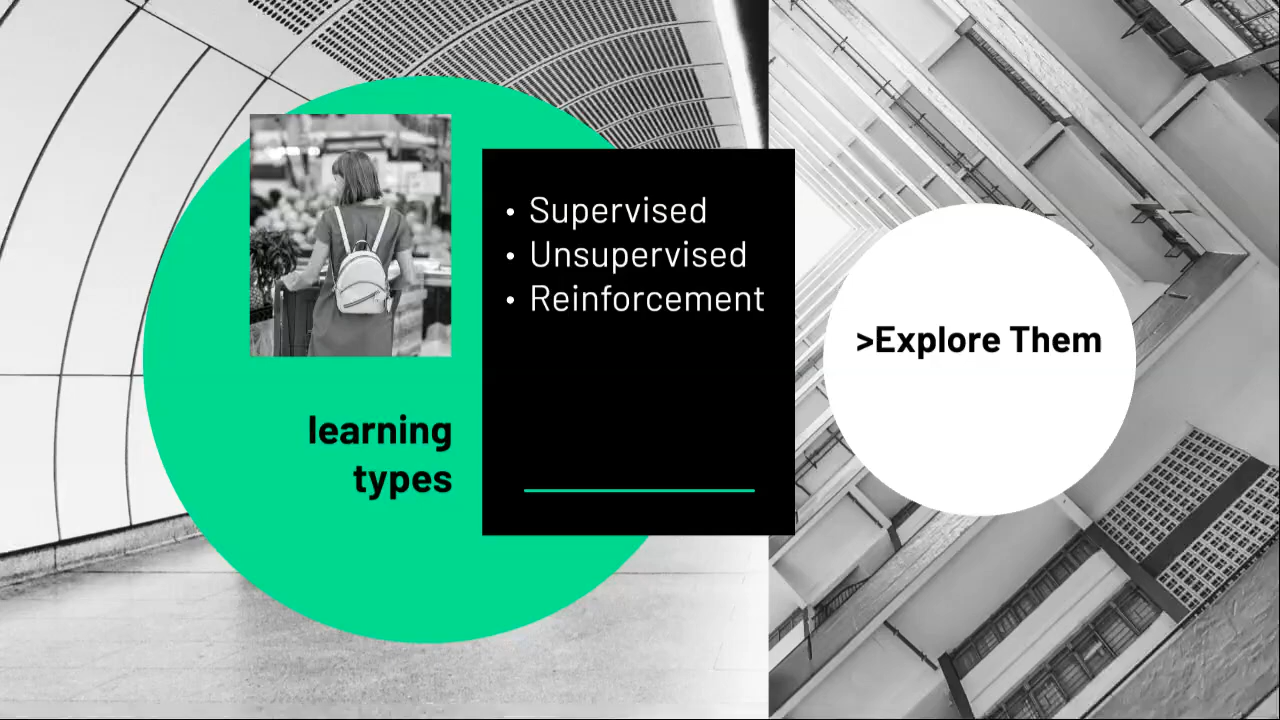 learning
types
• Supervised
• Unsupervised
• Reinforcement
>Explore Them